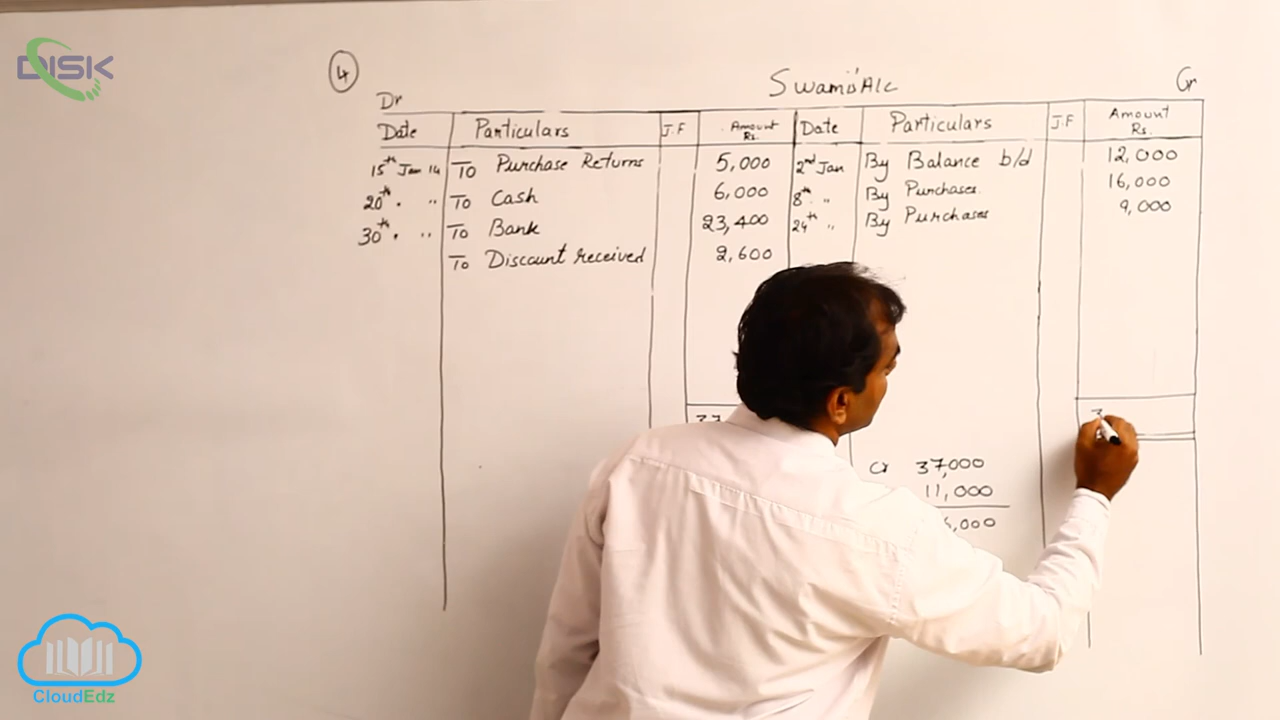 DISK
4
Swami's A/c
Dr
Cr
Date Particulars J.F Amount Rs. Date Particulars J.F Amount Rs.
15th Jan 14 To Purchase Returns 5,000 2nd Jan By Balance b/d 12,000
20th " " To Cash 6,000 8th " By Purchases. 16,000
30th " " To Bank 23,400 24th " By Purchases 9,000
To Discount received 2,600
Cr 37,000
11,000
CloudEdz